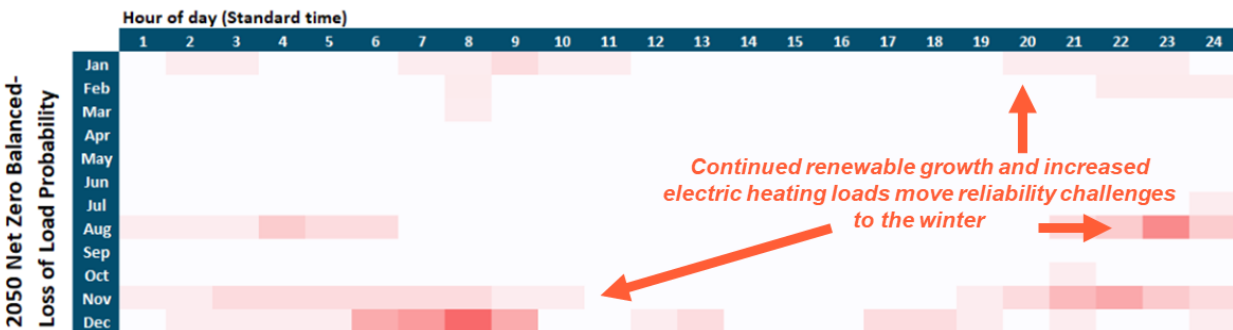 Hour of day (Standard time)
1 2 3 4 5 6 7 8 9 10 11 12 13 14 15 16 17 18 19 20 21 22 23 24
2050 Net Zero Balanced-
Loss of Load Probability
Jan
Feb
Mar
Apr
May
Jun
Jul
Aug
Sep
Oct
Nov
Dec
Continued renewable growth and increased
electric heating loads move reliability challenges
to the winter